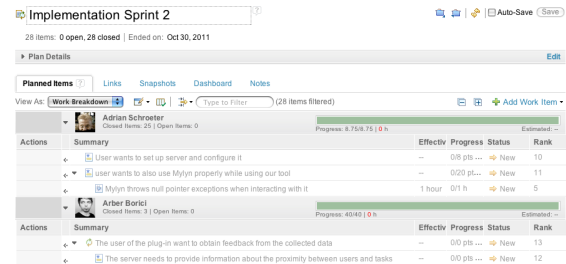 Implementation Sprint 2 [?] Auto-Save Save
28 items: 0 open, 28 closed | Ended on: Oct 30, 2011
Plan Details Edit
Planned Items ? Links Snapshots Dashboard Notes
View As: Work Breakdown Type to Filter (28 items filtered) Add Work Item
Adrian Schroeter
Closed Items: 25 | Open Items: 0 Progress: 8.75/8.75 | 0 h Estimated: --
Actions Summary Effectiv Progress Status Rank
User wants to set up server and configure it -- 0/8 pts ... New 10
user wants to also use Mylyn properly while using our tool -- 0/20 pt... New 11
Mylyn throws null pointer exceptions when interacting with it 1 hour 0/1 h New 5
Arber Borici
Closed Items: 3 | Open Items: 0 Progress: 40/40 | 0 h Estimated: --
Actions Summary Effectiv Progress Status Rank
The user of the plug-in want to obtain feedback from the collected data -- 0/0 pts ... New 13
The server needs to provide information about the proximity between users and tasks -- 0/0 pts ... New 12